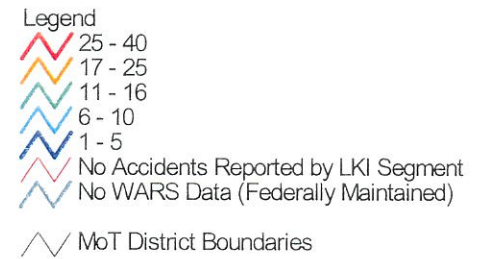 Legend
25 - 40
17 - 25
11 - 16
6 - 10
1 - 5
No Accidents Reported by LKI Segment
No WARS Data (Federally Maintained)
MoT District Boundaries